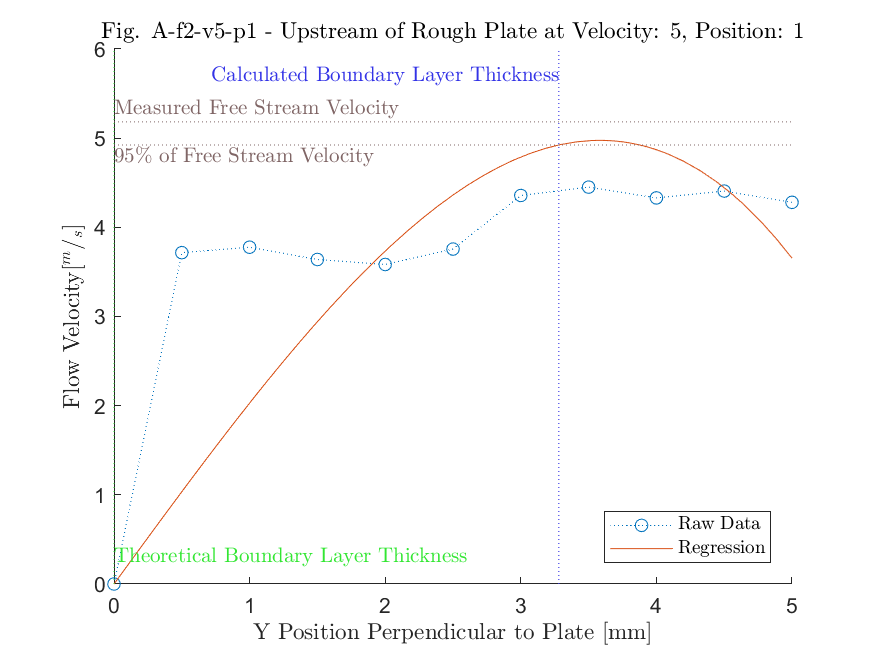 Fig. A-f2-v5-p1 - Upstream of Rough Plate at Velocity: 5, Position: 1
6
Calculated Boundary Layer Thickness
Measured Free Stream Velocity
5
95% of Free Stream Velocity
4
Flow Velocity[m/s]
3
2
1
Raw Data
Regression
Theoretical Boundary Layer Thickness
0
0 1 2 3 4 5
Y Position Perpendicular to Plate [mm]